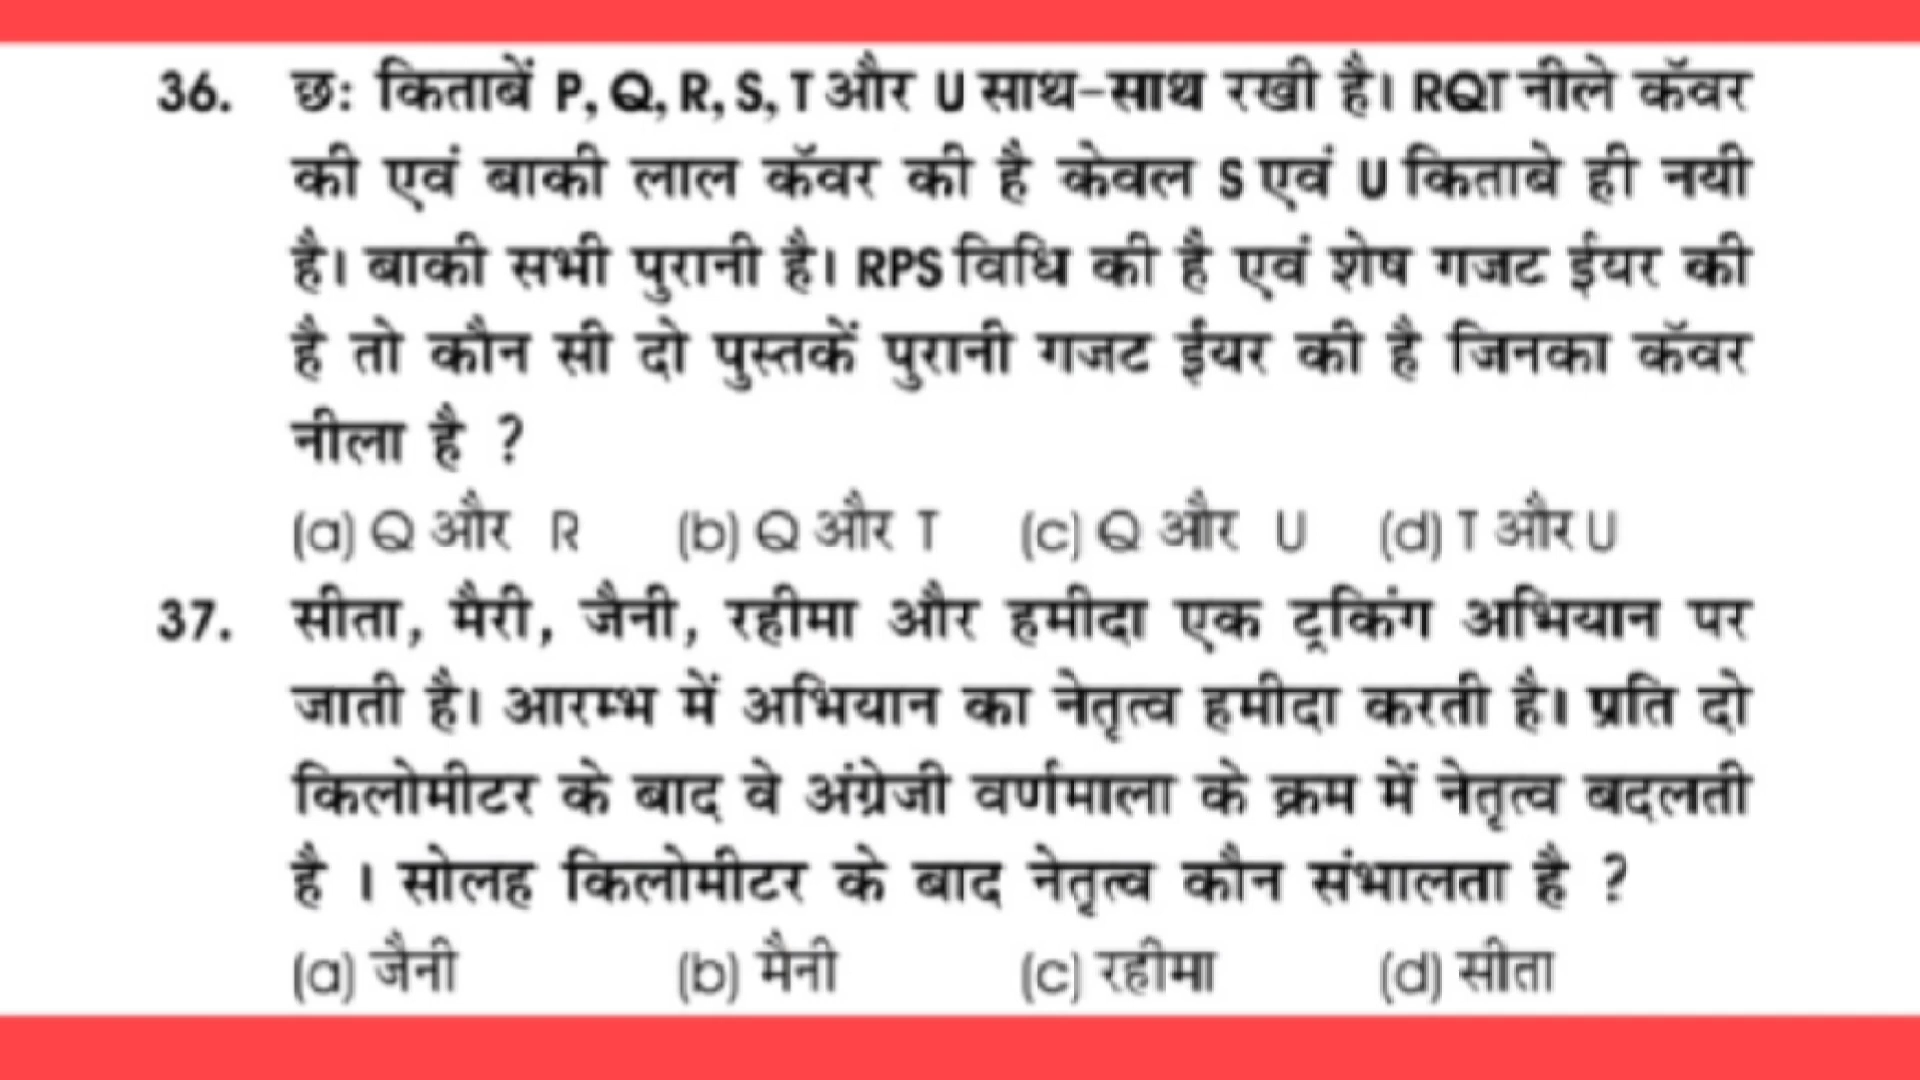 36. छः किताबें P, Q, R, S, T और U साथ-साथ रखी है। RQT नीले कॅवर
की एवं बाकी लाल कॅवर की है केवल S एवं U किताबे ही नयी
है। बाकी सभी पुरानी है। RPS विधि की है एवं शेष गजट ईयर की
है तो कौन सी दो पुस्तकें पुरानी गजट ईयर की है जिनका कॅवर
नीला है ?
(a) Q और R (b) Q और T (c) Q और U (d) T और U
37. सीता, मैरी, जैनी, रहीमा और हमीदा एक ट्रकिंग अभियान पर
जाती है। आरम्भ में अभियान का नेतृत्व हमीदा करती है। प्रति दो
किलोमीटर के बाद वे अंग्रेजी वर्णमाला के क्रम में नेतृत्व बदलती
है । सोलह किलोमीटर के बाद नेतृत्व कौन संभालता है ?
(a) जैनी (b) मैनी (c) रहीमा (d) सीता